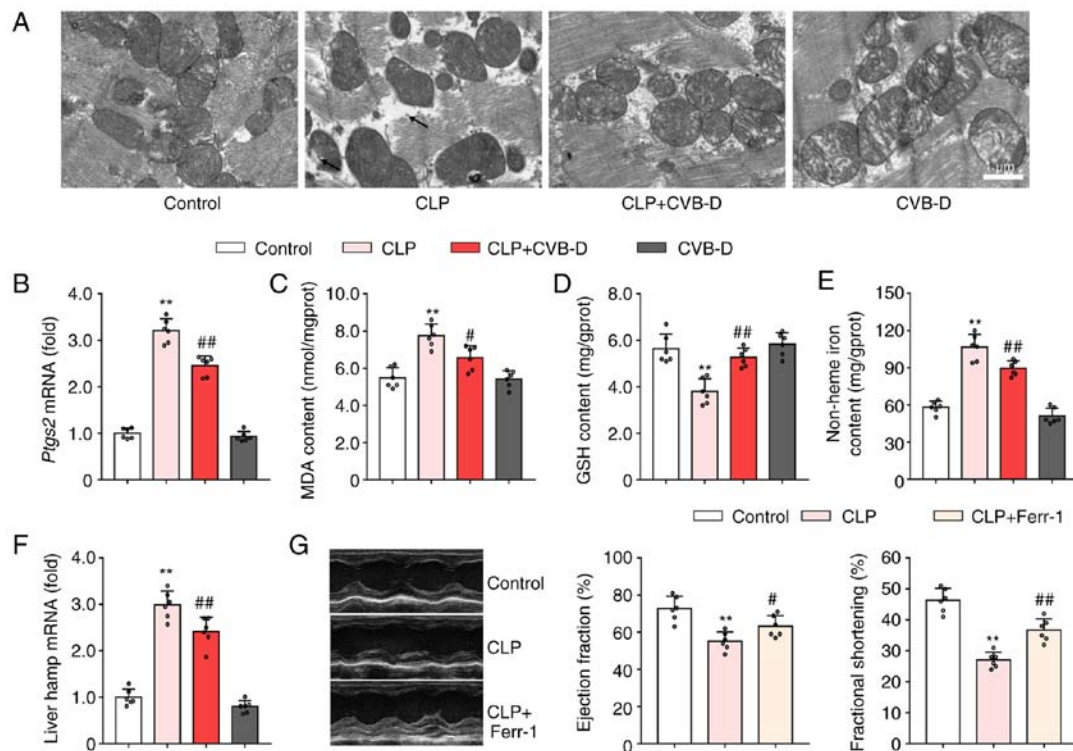 A
Control
CLP
CLP+CVB-D
CVB-D
1 μm
Control
CLP
CLP+CVB-D
CVB-D
B
Ptgs2 mRNA (fold)
4.0
3.0
2.0
1.0
**
##
C
MDA content (nmol/mgprot)
10.0
8.0
6.0
4.0
2.0
0
**
#
D
GSH content (mg/gprot)
8.0
6.0
4.0
2.0
0
**
##
E
Non-heme iron
content (mg/gprot)
150
120
90
60
30
0
**
##
Control
CLP
CLP+Ferr-1
F
Liver hamp mRNA (fold)
4.0
3.0
2.0
1.0
**
##
G
Control
CLP
CLP+
Ferr-1
Ejection fraction (%)
100
80
60
40
20
0
**
#
Fractional shortening (%)
60
50
40
30
20
10
0
**
##